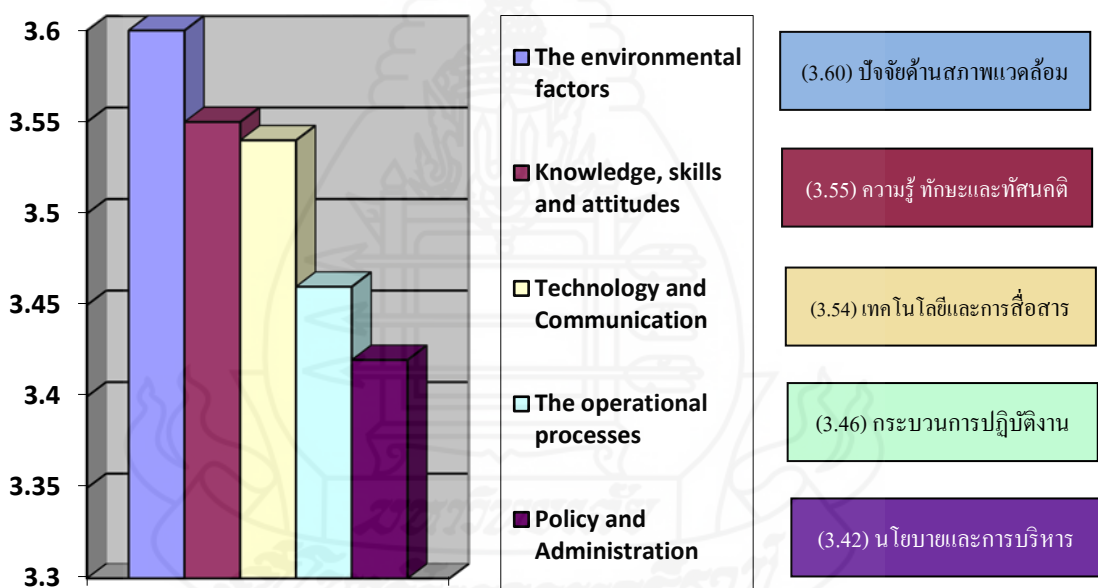 3.6
3.55
3.5
3.45
3.4
3.35
3.3
The environmental
factors
Knowledge, skills
and attitudes
Technology and
Communication
The operational
processes
Policy and
Administration
(3.60) ปัจจัยด้านสภาพแวดล้อม
(3.55) ความรู้ ทักษะและทัศนคติ
(3.54) เทคโนโลยีและการสื่อสาร
(3.46) กระบวนการปฏิบัติงาน
(3.42) นโยบายและการบริหาร